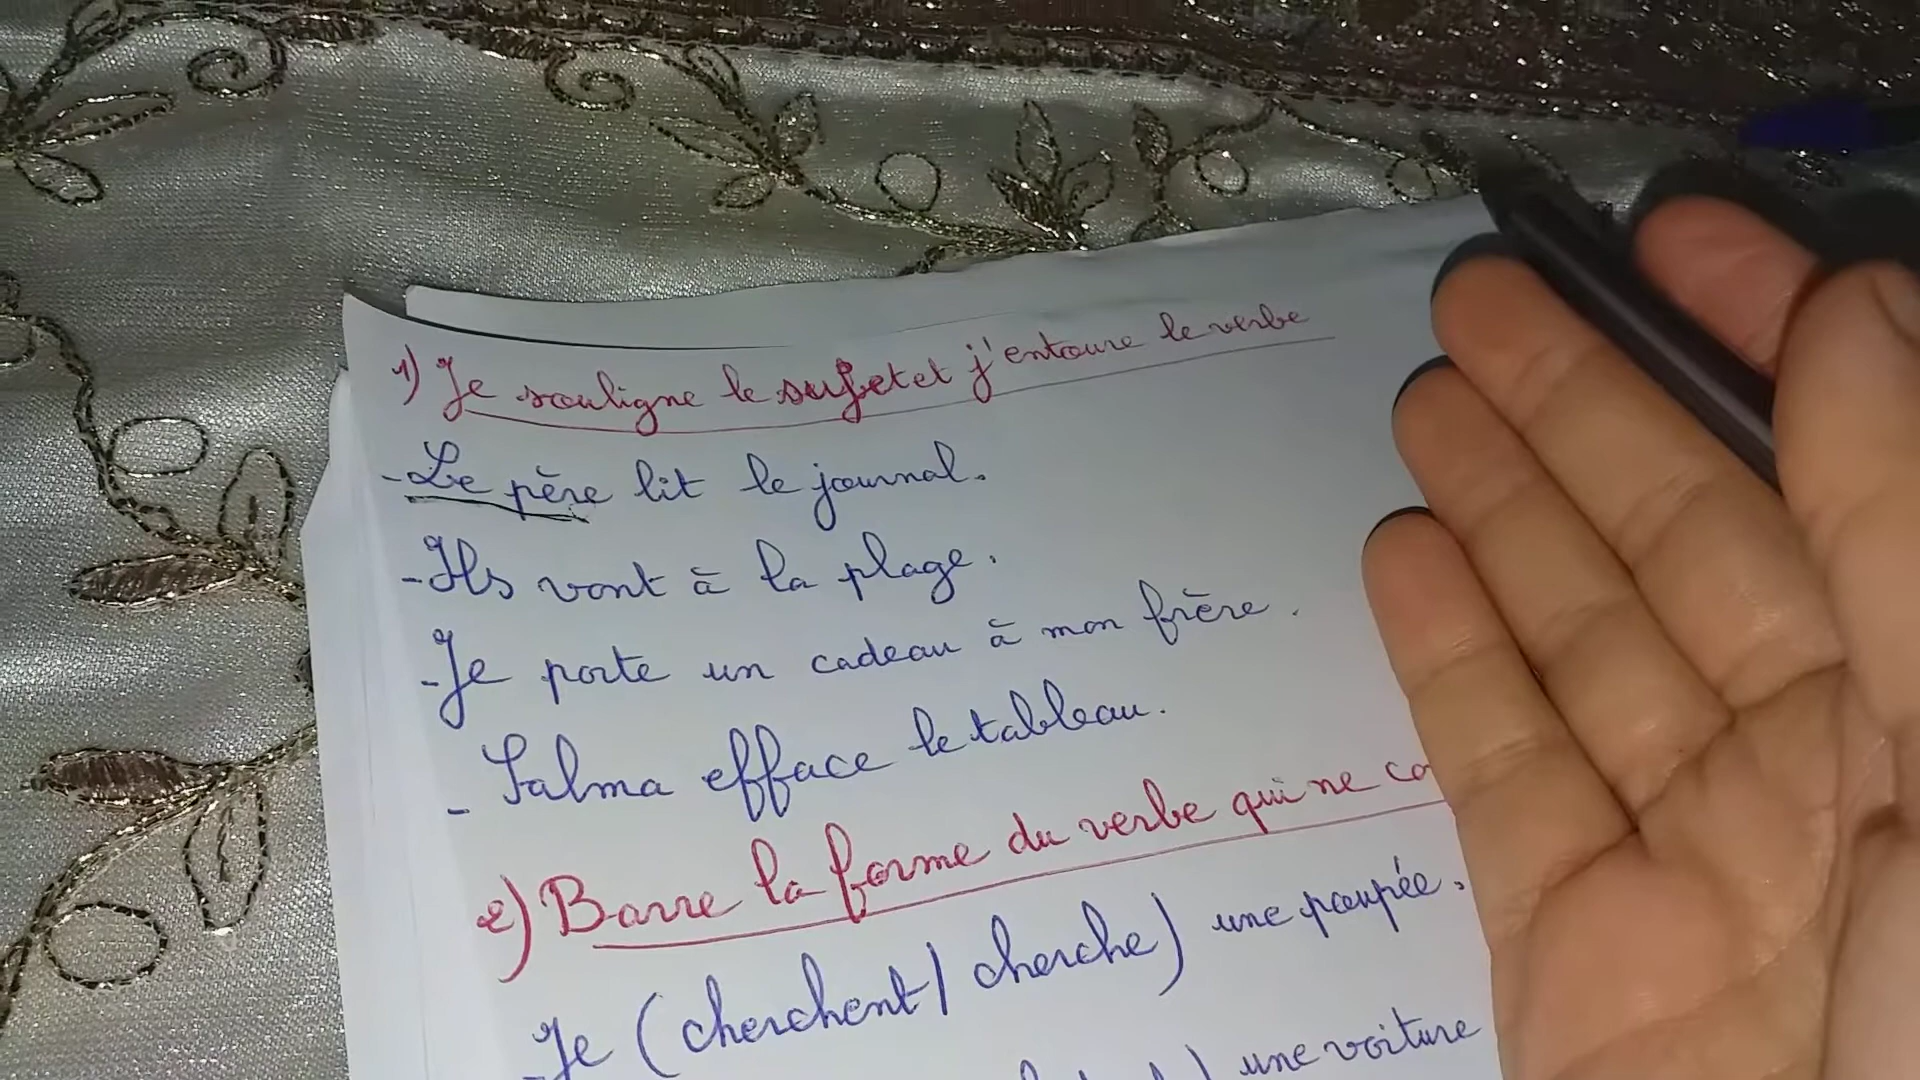 1) Je souligne le sujet et j'entoure le verbe
- Le père lit le journal.
- Ils vont à la plage.
- Je porte un cadeau à mon frère.
- Salma efface le tableau.
2) Barre la forme du verbe qui ne
- Je (cherchent / cherche) une poupée.
) une voiture